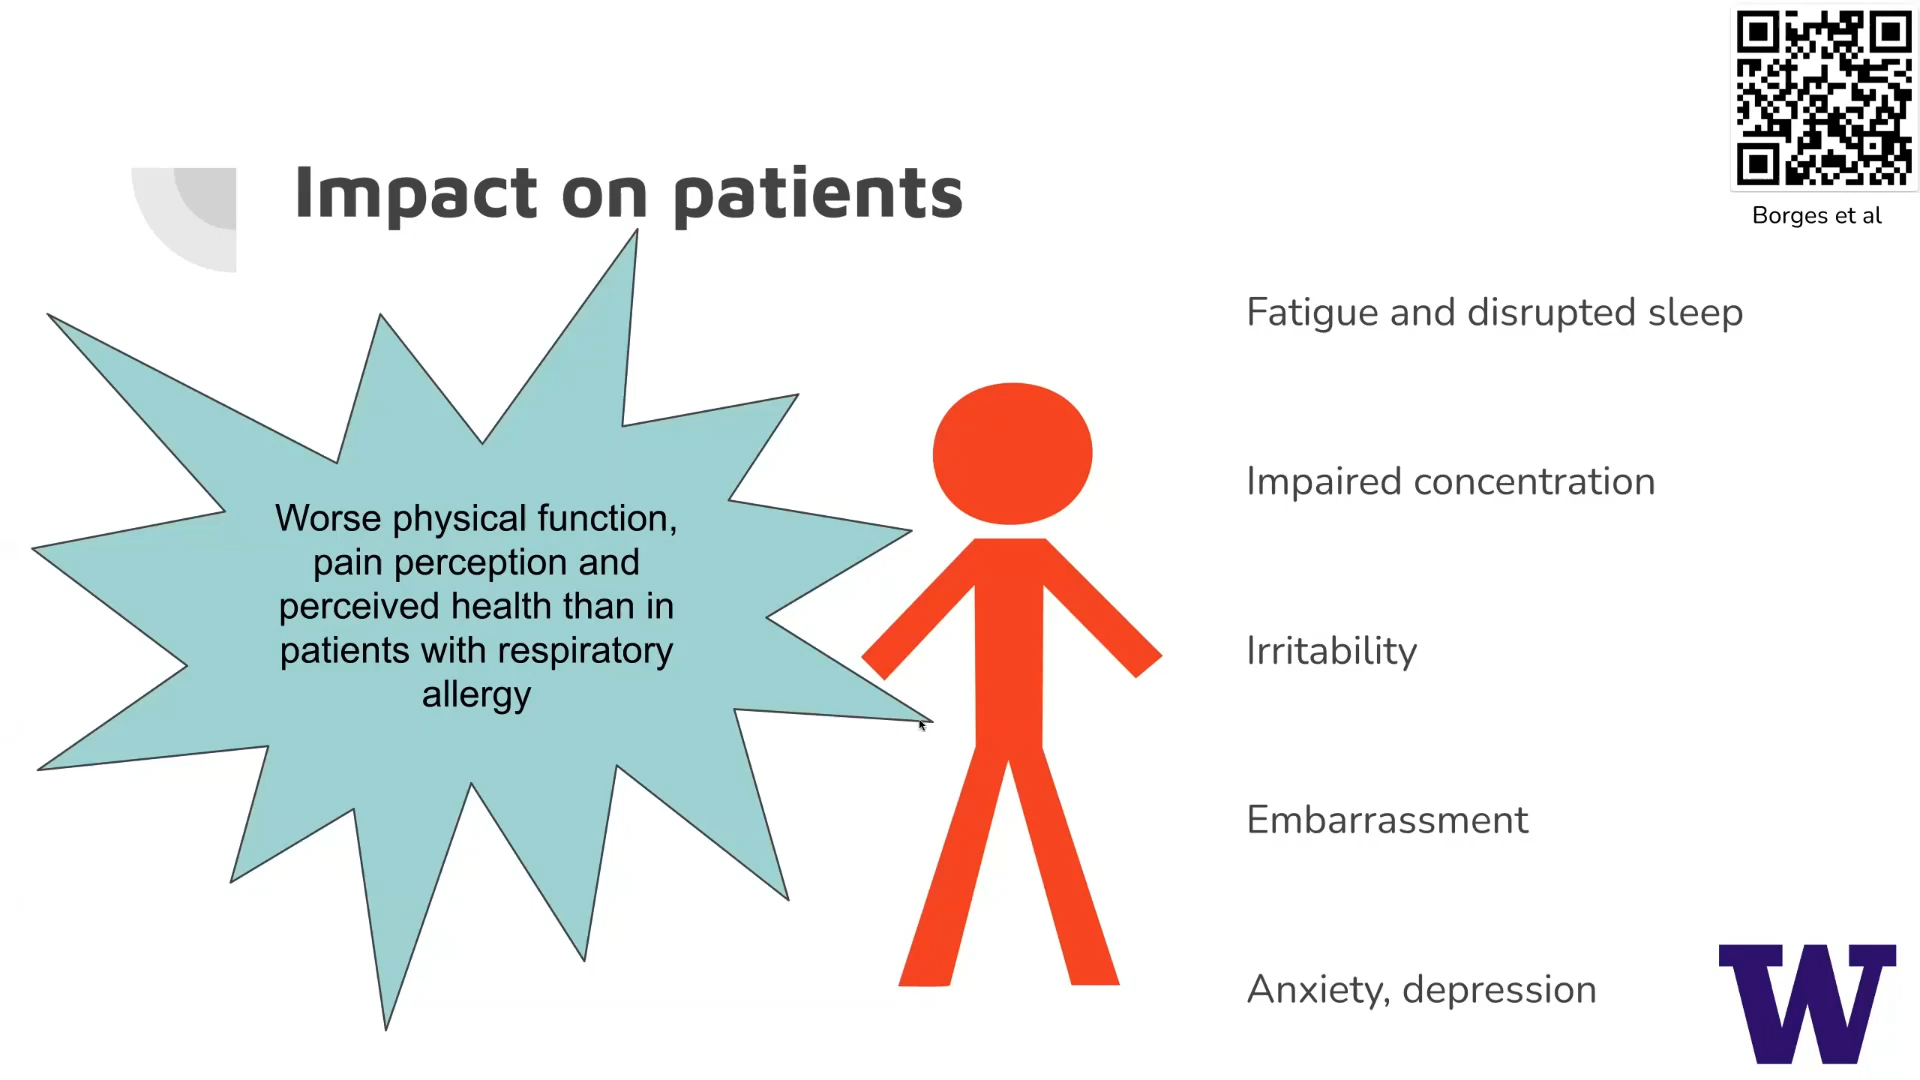 Impact on patients
Borges et al
Worse physical function,
pain perception and
perceived health than in
patients with respiratory
allergy
Fatigue and disrupted sleep
Impaired concentration
Irritability
Embarrassment
Anxiety, depression
W